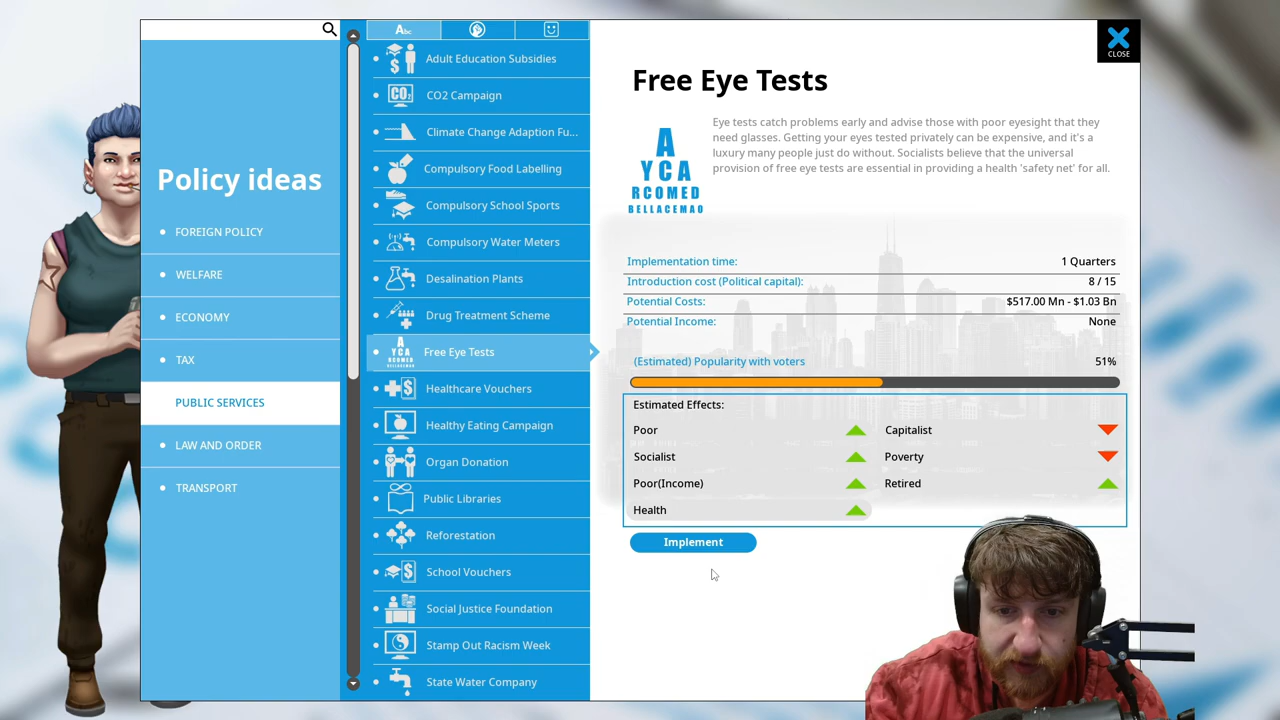 Policy ideas
FOREIGN POLICY
WELFARE
ECONOMY
TAX
PUBLIC SERVICES
LAW AND ORDER
TRANSPORT
Abc
Adult Education Subsidies
CO2 Campaign
Climate Change Adaption Fu...
Compulsory Food Labelling
Compulsory School Sports
Compulsory Water Meters
Desalination Plants
Drug Treatment Scheme
Free Eye Tests
Healthcare Vouchers
Healthy Eating Campaign
Organ Donation
Public Libraries
Reforestation
School Vouchers
Social Justice Foundation
Stamp Out Racism Week
State Water Company
CLOSE
Free Eye Tests
A
YCA
RCOMED
BELLACEMAO
Eye tests catch problems early and advise those with poor eyesight that they
need glasses. Getting your eyes tested privately can be expensive, and it's a
luxury many people just do without. Socialists believe that the universal
provision of free eye tests are essential in providing a health 'safety net' for all.
Implementation time: 1 Quarters
Introduction cost (Political capital): 8 / 15
Potential Costs: $517.00 Mn - $1.03 Bn
Potential Income: None
(Estimated) Popularity with voters 51%
Estimated Effects:
Poor Capitalist
Socialist Poverty
Poor(Income) Retired
Health
Implement